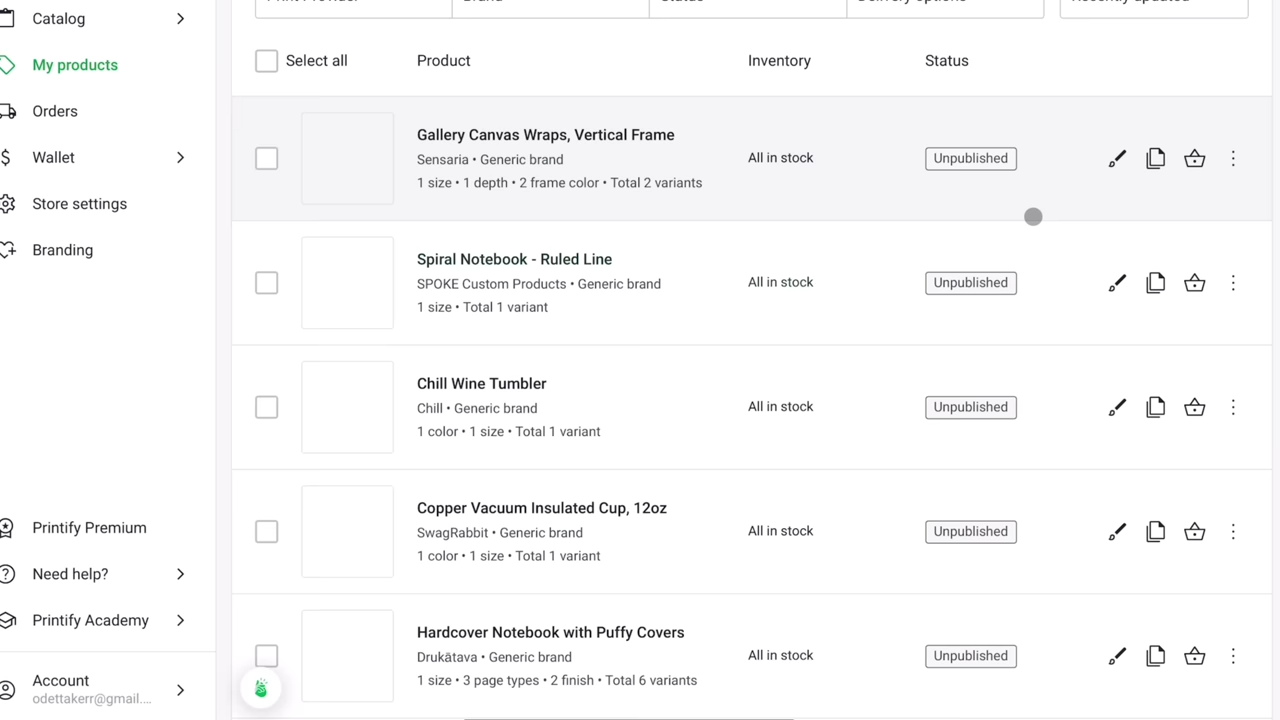 Catalog
My products
Orders
Wallet
Store settings
Branding
Printify Premium
Need help?
Printify Academy
Account
odettakerr@gmail....
Select all Product Inventory Status
Gallery Canvas Wraps, Vertical Frame
Sensaria • Generic brand
1 size • 1 depth • 2 frame color • Total 2 variants
All in stock
Unpublished
Spiral Notebook - Ruled Line
SPOKE Custom Products • Generic brand
1 size • Total 1 variant
All in stock
Unpublished
Chill Wine Tumbler
Chill • Generic brand
1 color • 1 size • Total 1 variant
All in stock
Unpublished
Copper Vacuum Insulated Cup, 12oz
SwagRabbit • Generic brand
1 color • 1 size • Total 1 variant
All in stock
Unpublished
Hardcover Notebook with Puffy Covers
Drukātava • Generic brand
1 size • 3 page types • 2 finish • Total 6 variants
All in stock
Unpublished